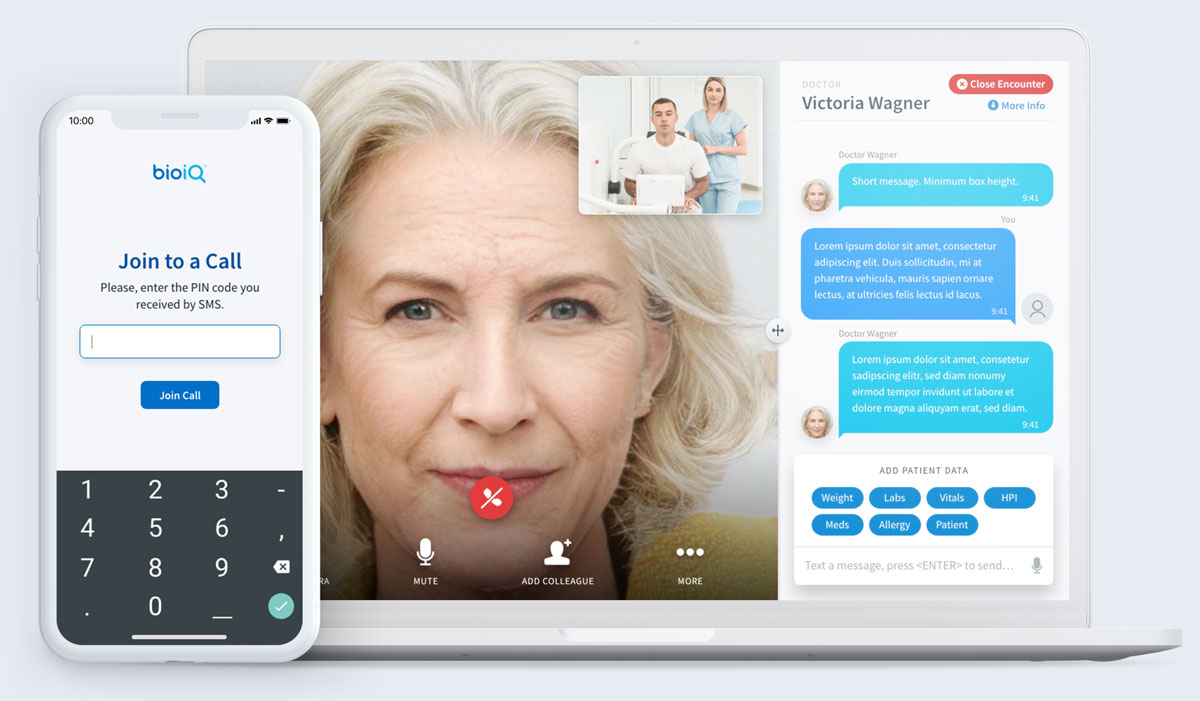 10:00
bioiQ
Join to a Call
Please, enter the PIN code you
received by SMS.
Join Call
1 2 3 -
4 5 6 ,
7 8 9
. 0 _
RA
MUTE
ADD COLLEAGUE
MORE
DOCTOR
Victoria Wagner
Close Encounter
More Info
Doctor Wagner
Short message. Minimum box height.
9:41
You
Lorem ipsum dolor sit amet, consectetur
adipiscing elit. Duis sollicitudin, mi at
pharetra vehicula, mauris sapien ornare
lectus, at ultricies felis lectus id lacus.
9:41
Doctor Wagner
Lorem ipsum dolor sit amet, consetetur
sadipscing elitr, sed diam nonumy
eirmod tempor invidunt ut labore et
dolore magna aliquyam erat, sed diam.
9:41
ADD PATIENT DATA
Weight Labs Vitals HPI
Meds Allergy Patient
Text a message, press <ENTER> to send...